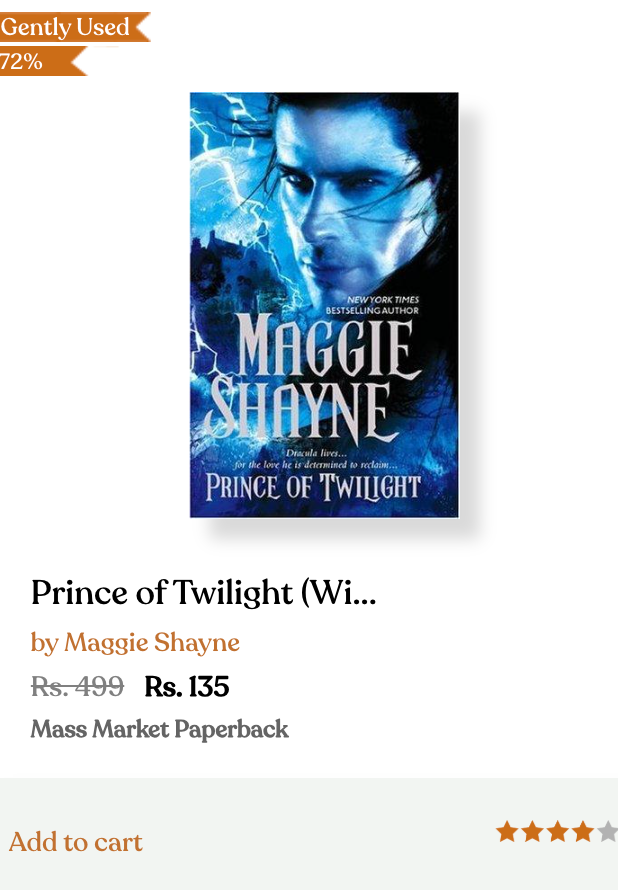 Gently Used
72%
NEW YORK TIMES
BESTSELLING AUTHOR
MAGGIE
SHAYNE
Dracula lives...
for the love he is determined to reclaim...
PRINCE OF TWILIGHT
Prince of Twilight (Wi...
by Maggie Shayne
Rs. 499 Rs. 135
Mass Market Paperback
Add to cart